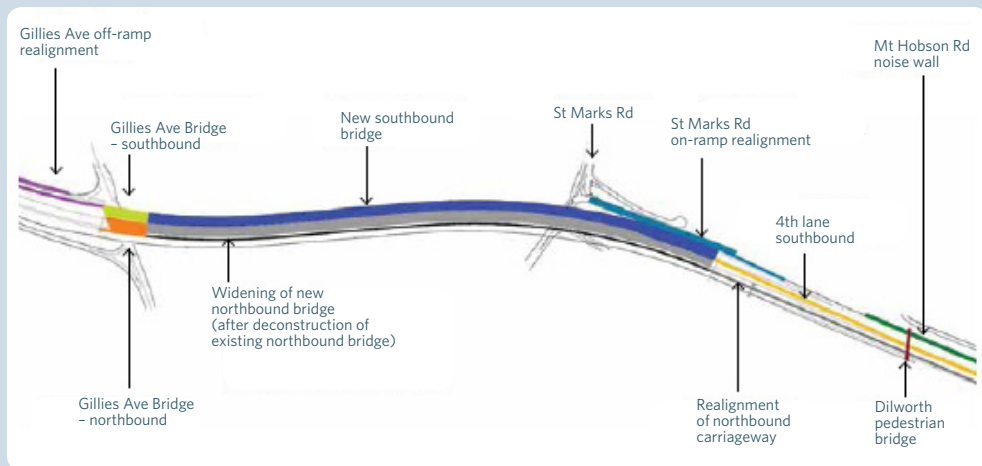 Gillies Ave off-ramp
realignment
Gillies Ave Bridge
– southbound
New southbound
bridge
St Marks Rd
St Marks Rd
on-ramp realignment
Mt Hobson Rd
noise wall
4th lane
southbound
Widening of new
northbound bridge
(after deconstruction of
existing northbound bridge)
Gillies Ave Bridge
– northbound
Realignment
of northbound
carriageway
Dilworth
pedestrian
bridge